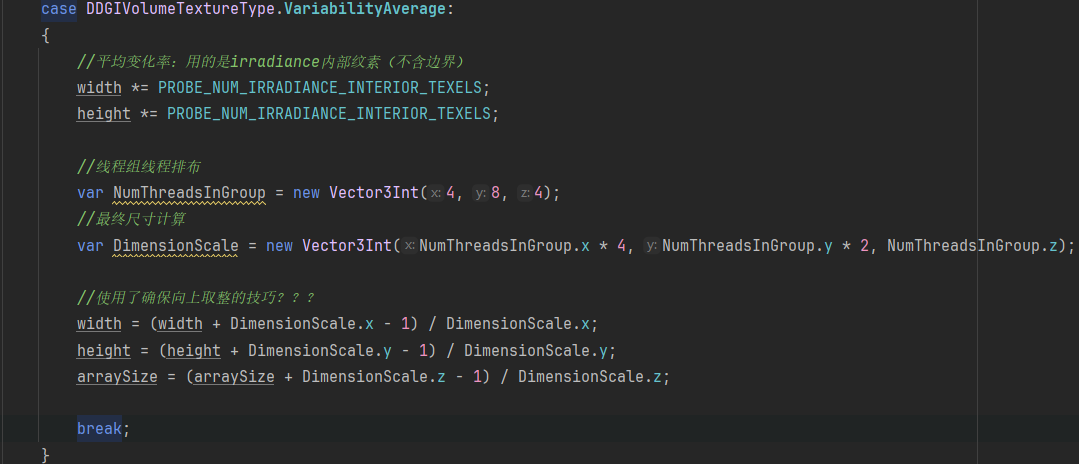 case DDGIVolumeTextureType.VariabilityAverage:
{
//平均变化率：用的是irradiance内部纹素（不含边界）
width *= PROBE_NUM_IRRADIANCE_INTERIOR_TEXELS;
height *= PROBE_NUM_IRRADIANCE_INTERIOR_TEXELS;
//线程组线程排布
var NumThreadsInGroup = new Vector3Int(x:4, y:8, z:4);
//最终尺寸计算
var DimensionScale = new Vector3Int(x:NumThreadsInGroup.x * 4, y:NumThreadsInGroup.y * 2, NumThreadsInGroup.z);
//使用了确保向上取整的技巧？？？
width = (width + DimensionScale.x - 1) / DimensionScale.x;
height = (height + DimensionScale.y - 1) / DimensionScale.y;
arraySize = (arraySize + DimensionScale.z - 1) / DimensionScale.z;
break;
}